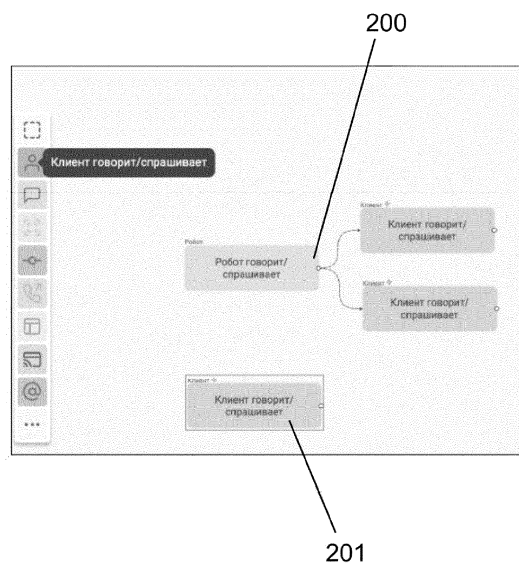 200
Клиент говорит/спрашивает
Клиент
Клиент говорит/
спрашивает
Робот
Робот говорит/
спрашивает
Клиент
Клиент говорит/
спрашивает
Клиент
Клиент говорит/
спрашивает
201